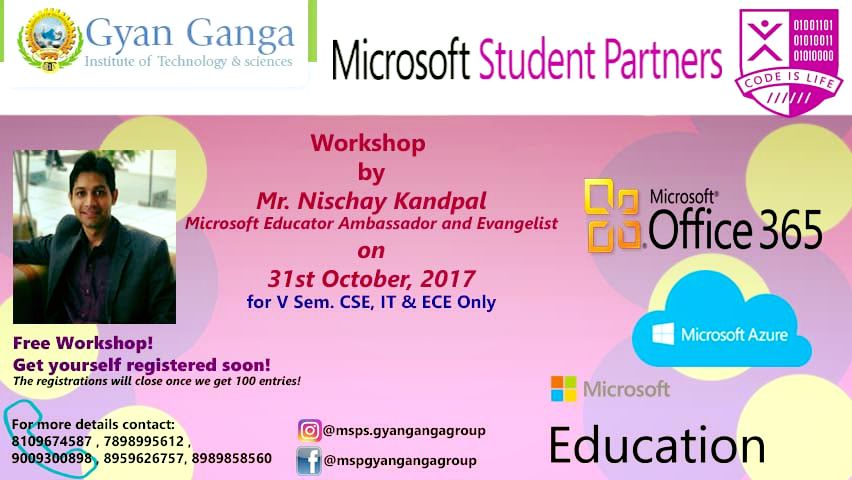 Gyan Ganga
Institute of Technology & sciences
Microsoft Student Partners
01001101
01010011
01010000
CODE IS LIFE
Workshop
by
Mr. Nischay Kandpal
Microsoft Educator Ambassador and Evangelist
on
31st October, 2017
for V Sem. CSE, IT & ECE Only
Microsoft®
Office 365
Microsoft Azure
Free Workshop!
Get yourself registered soon!
The registrations will close once we get 100 entries!
Microsoft
Education
For more details contact:
8109674587 , 7898995612 ,
9009300898 , 8959626757, 8989858560
@msps.gyangangagroup
@mspgyangangagroup